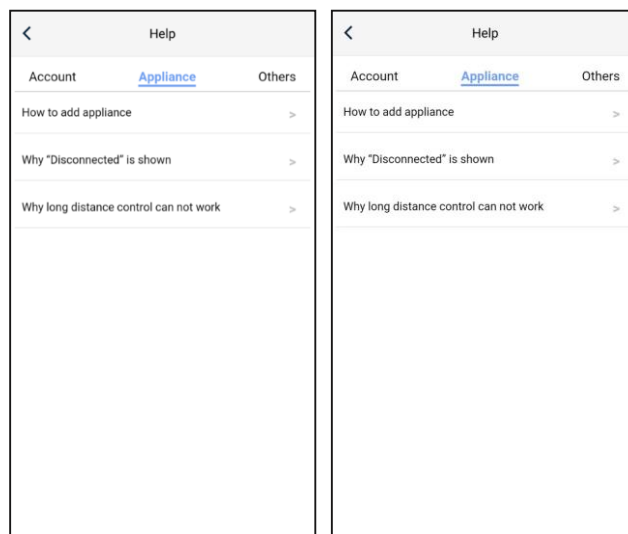 Help
Account Appliance Others
How to add appliance >
Why "Disconnected" is shown >
Why long distance control can not work >
Help
Account Appliance Others
How to add appliance >
Why "Disconnected" is shown >
Why long distance control can not work >